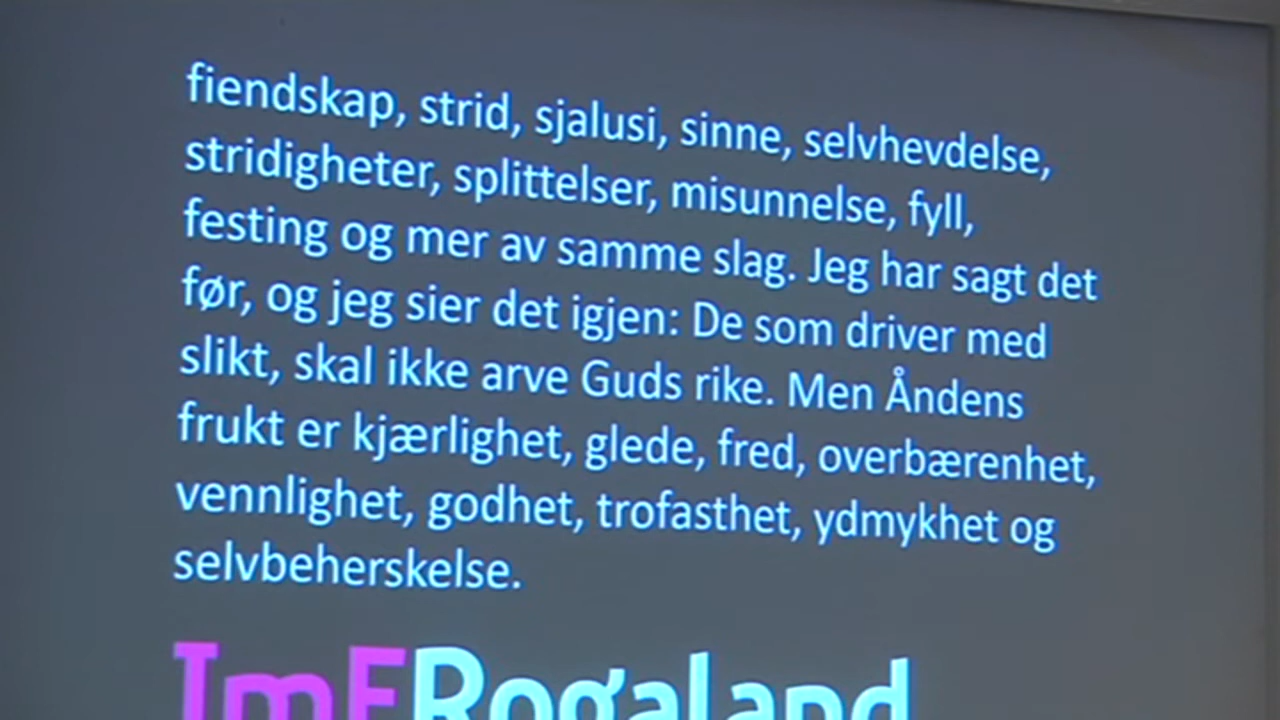 fiendskap, strid, sjalusi, sinne, selvhevdelse,
stridigheter, splittelser, misunnelse, fyll,
festing og mer av samme slag. Jeg har sagt det
før, og jeg sier det igjen: De som driver med
slikt, skal ikke arve Guds rike. Men Åndens
frukt er kjærlighet, glede, fred, overbærenhet,
vennlighet, godhet, trofasthet, ydmykhet og
selvbeherskelse.
ImFRogaland